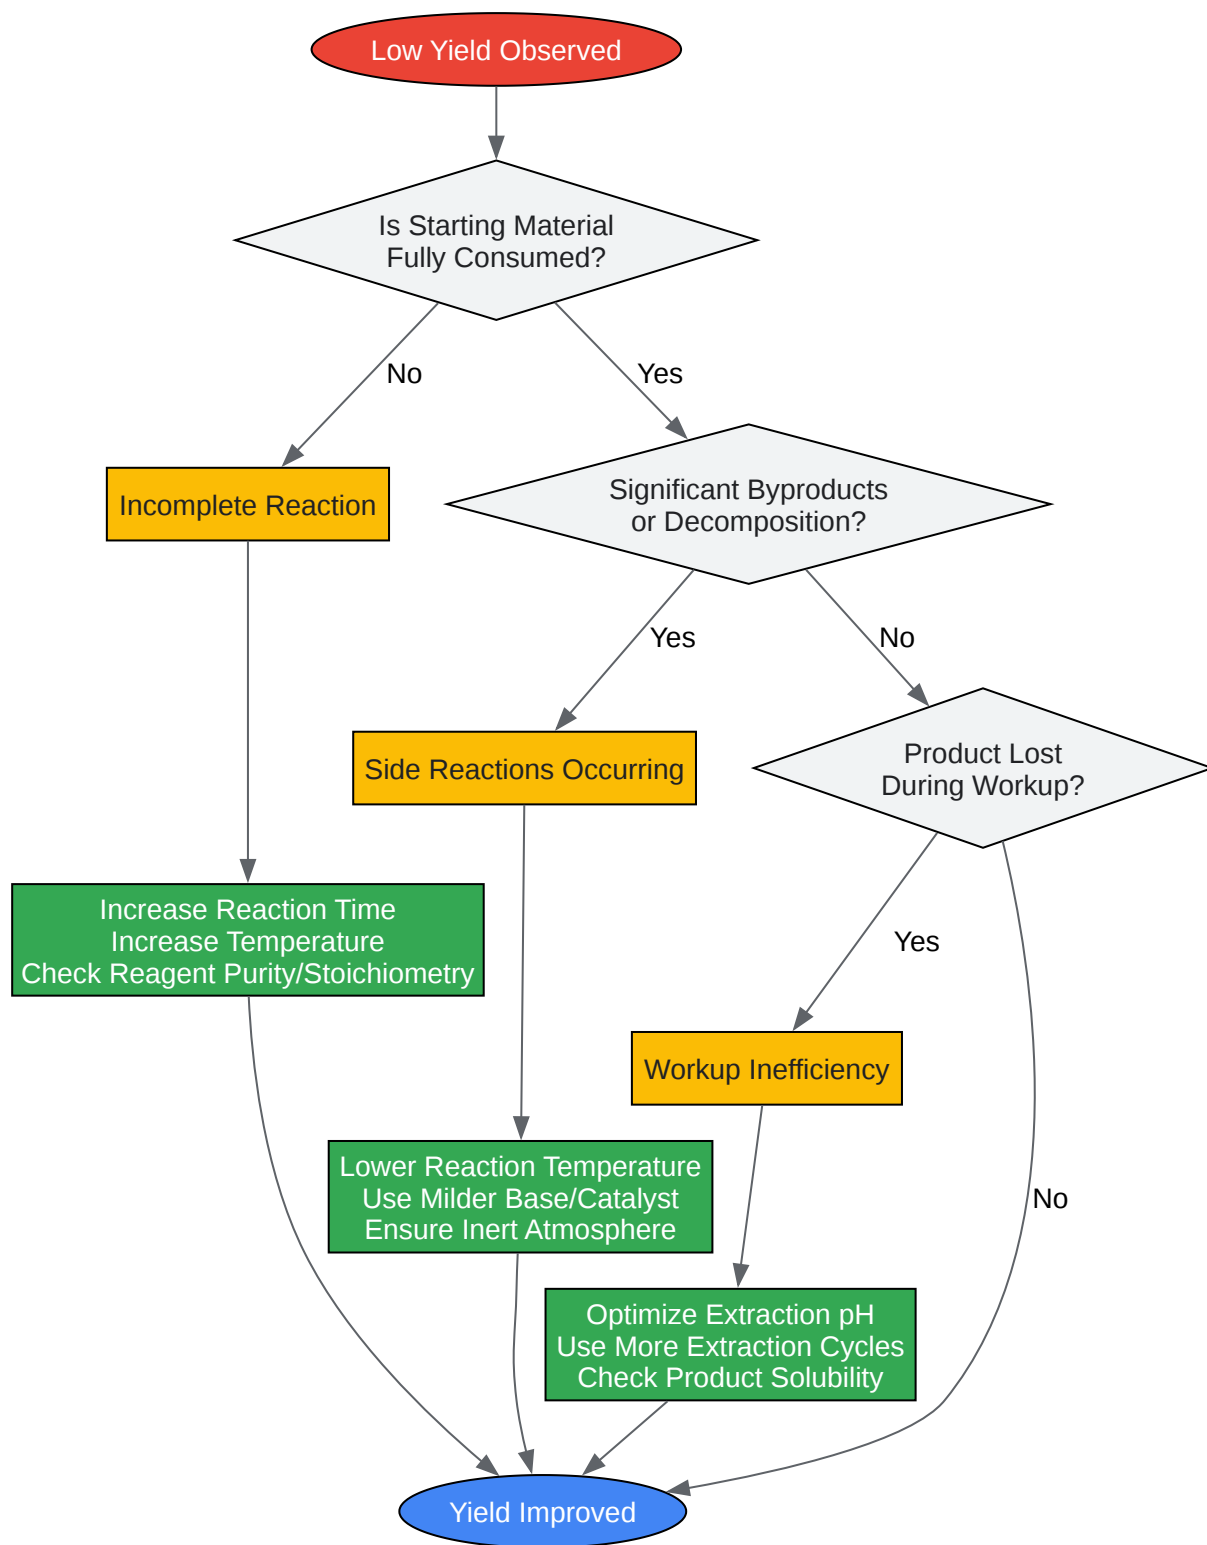 Low Yield Observed
Is Starting Material
Fully Consumed?
No
Yes
Incomplete Reaction
Significant Byproducts
or Decomposition?
Yes
No
Side Reactions Occurring
Product Lost
During Workup?
Increase Reaction Time
Increase Temperature
Check Reagent Purity/Stoichiometry
Yes
Workup Inefficiency
Lower Reaction Temperature
Use Milder Base/Catalyst
Ensure Inert Atmosphere
No
Optimize Extraction pH
Use More Extraction Cycles
Check Product Solubility
Yield Improved